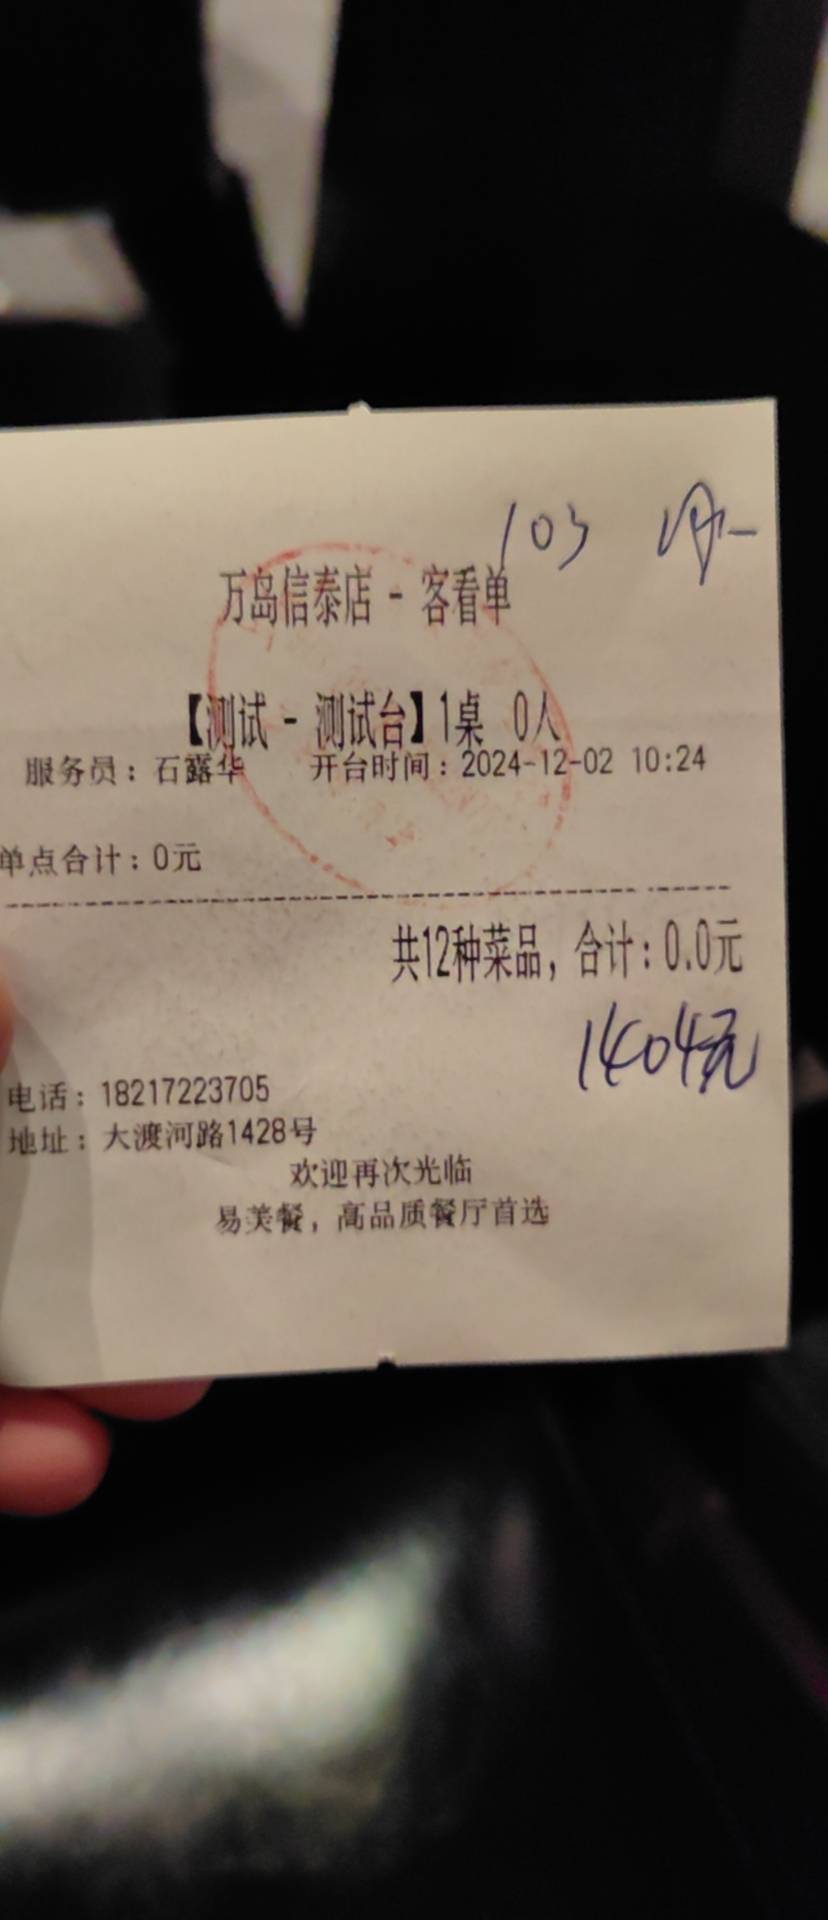 103
万岛信泰店 - 客看单
【测试 - 测试台】1桌 0人
服务员：石露华 开台时间：2024-12-02 10:24
单点合计：0元
共12种菜品，合计：0.0元
1404元
电话：18217223705
地址：大渡河路1428号
欢迎再次光临
易美餐，高品质餐厅首选